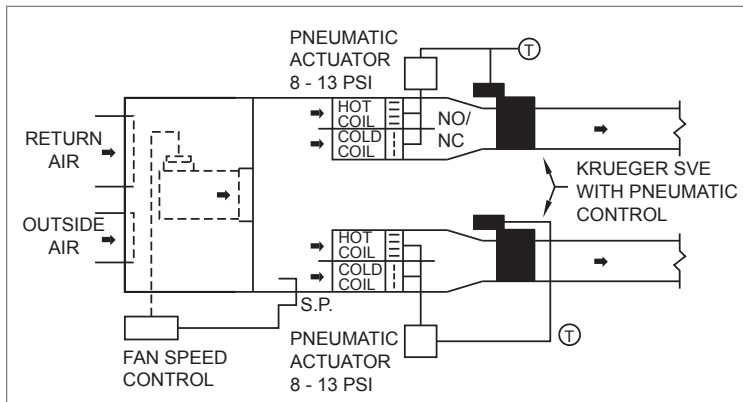 PNEUMATIC
ACTUATOR
8 - 13 PSI
T
HOT
COIL
COLD
COIL
NO/
NC
RETURN
AIR
OUTSIDE
AIR
KRUEGER SVE
WITH PNEUMATIC
CONTROL
HOT
COIL
COLD
COIL
S.P.
T
FAN SPEED
CONTROL
PNEUMATIC
ACTUATOR
8 - 13 PSI